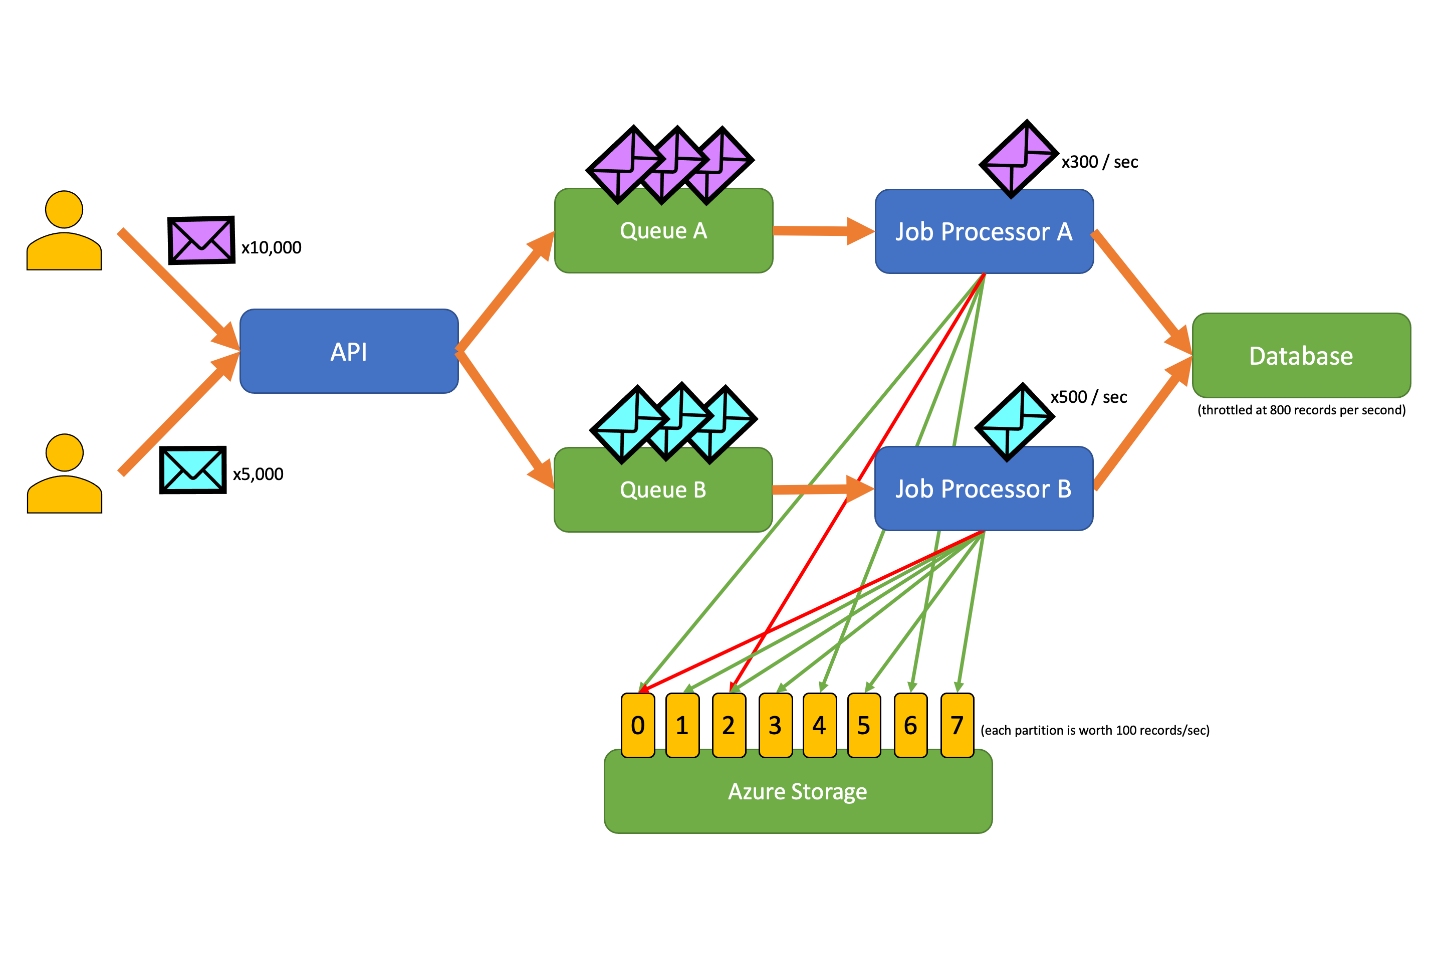 x10,000
x5,000
API
Queue A
Queue B
x300 / sec
Job Processor A
x500 / sec
Job Processor B
Database
(throttled at 800 records per second)
0 1 2 3 4 5 6 7
(each partition is worth 100 records/sec)
Azure Storage